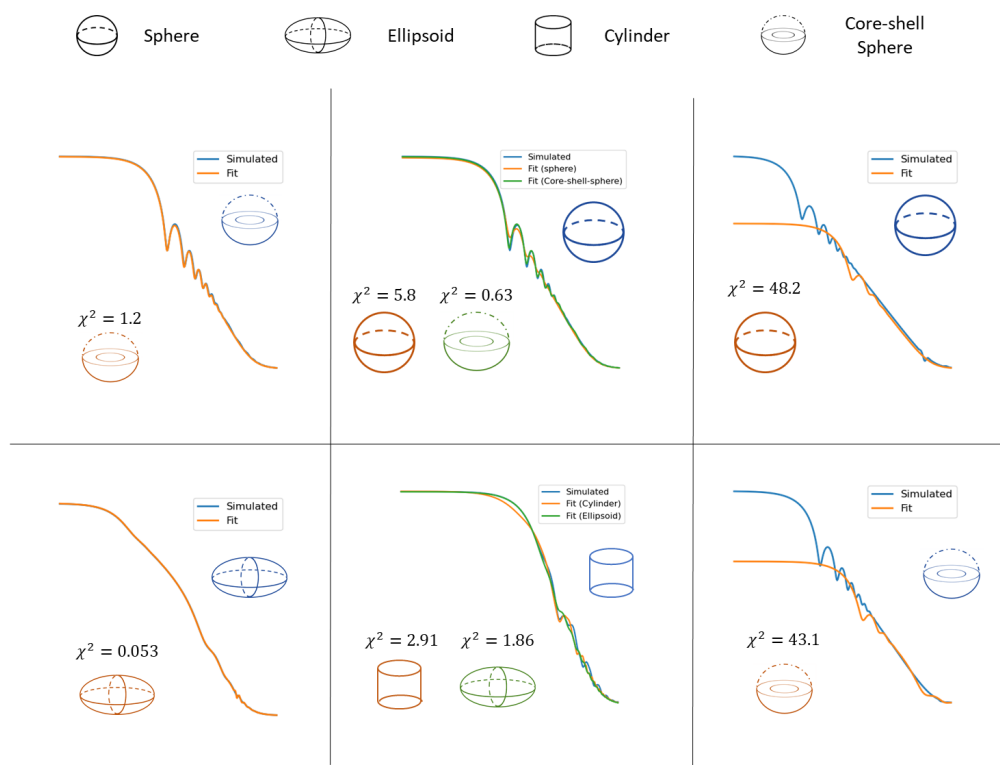 Sphere
Ellipsoid
Cylinder
Core-shell
Sphere
Simulated
Fit
χ² = 1.2
Simulated
Fit (sphere)
Fit (Core-shell-sphere)
χ² = 5.8
χ² = 0.63
Simulated
Fit
χ² = 48.2
Simulated
Fit
χ² = 0.053
Simulated
Fit (Cylinder)
Fit (Ellipsoid)
χ² = 2.91
χ² = 1.86
Simulated
Fit
χ² = 43.1